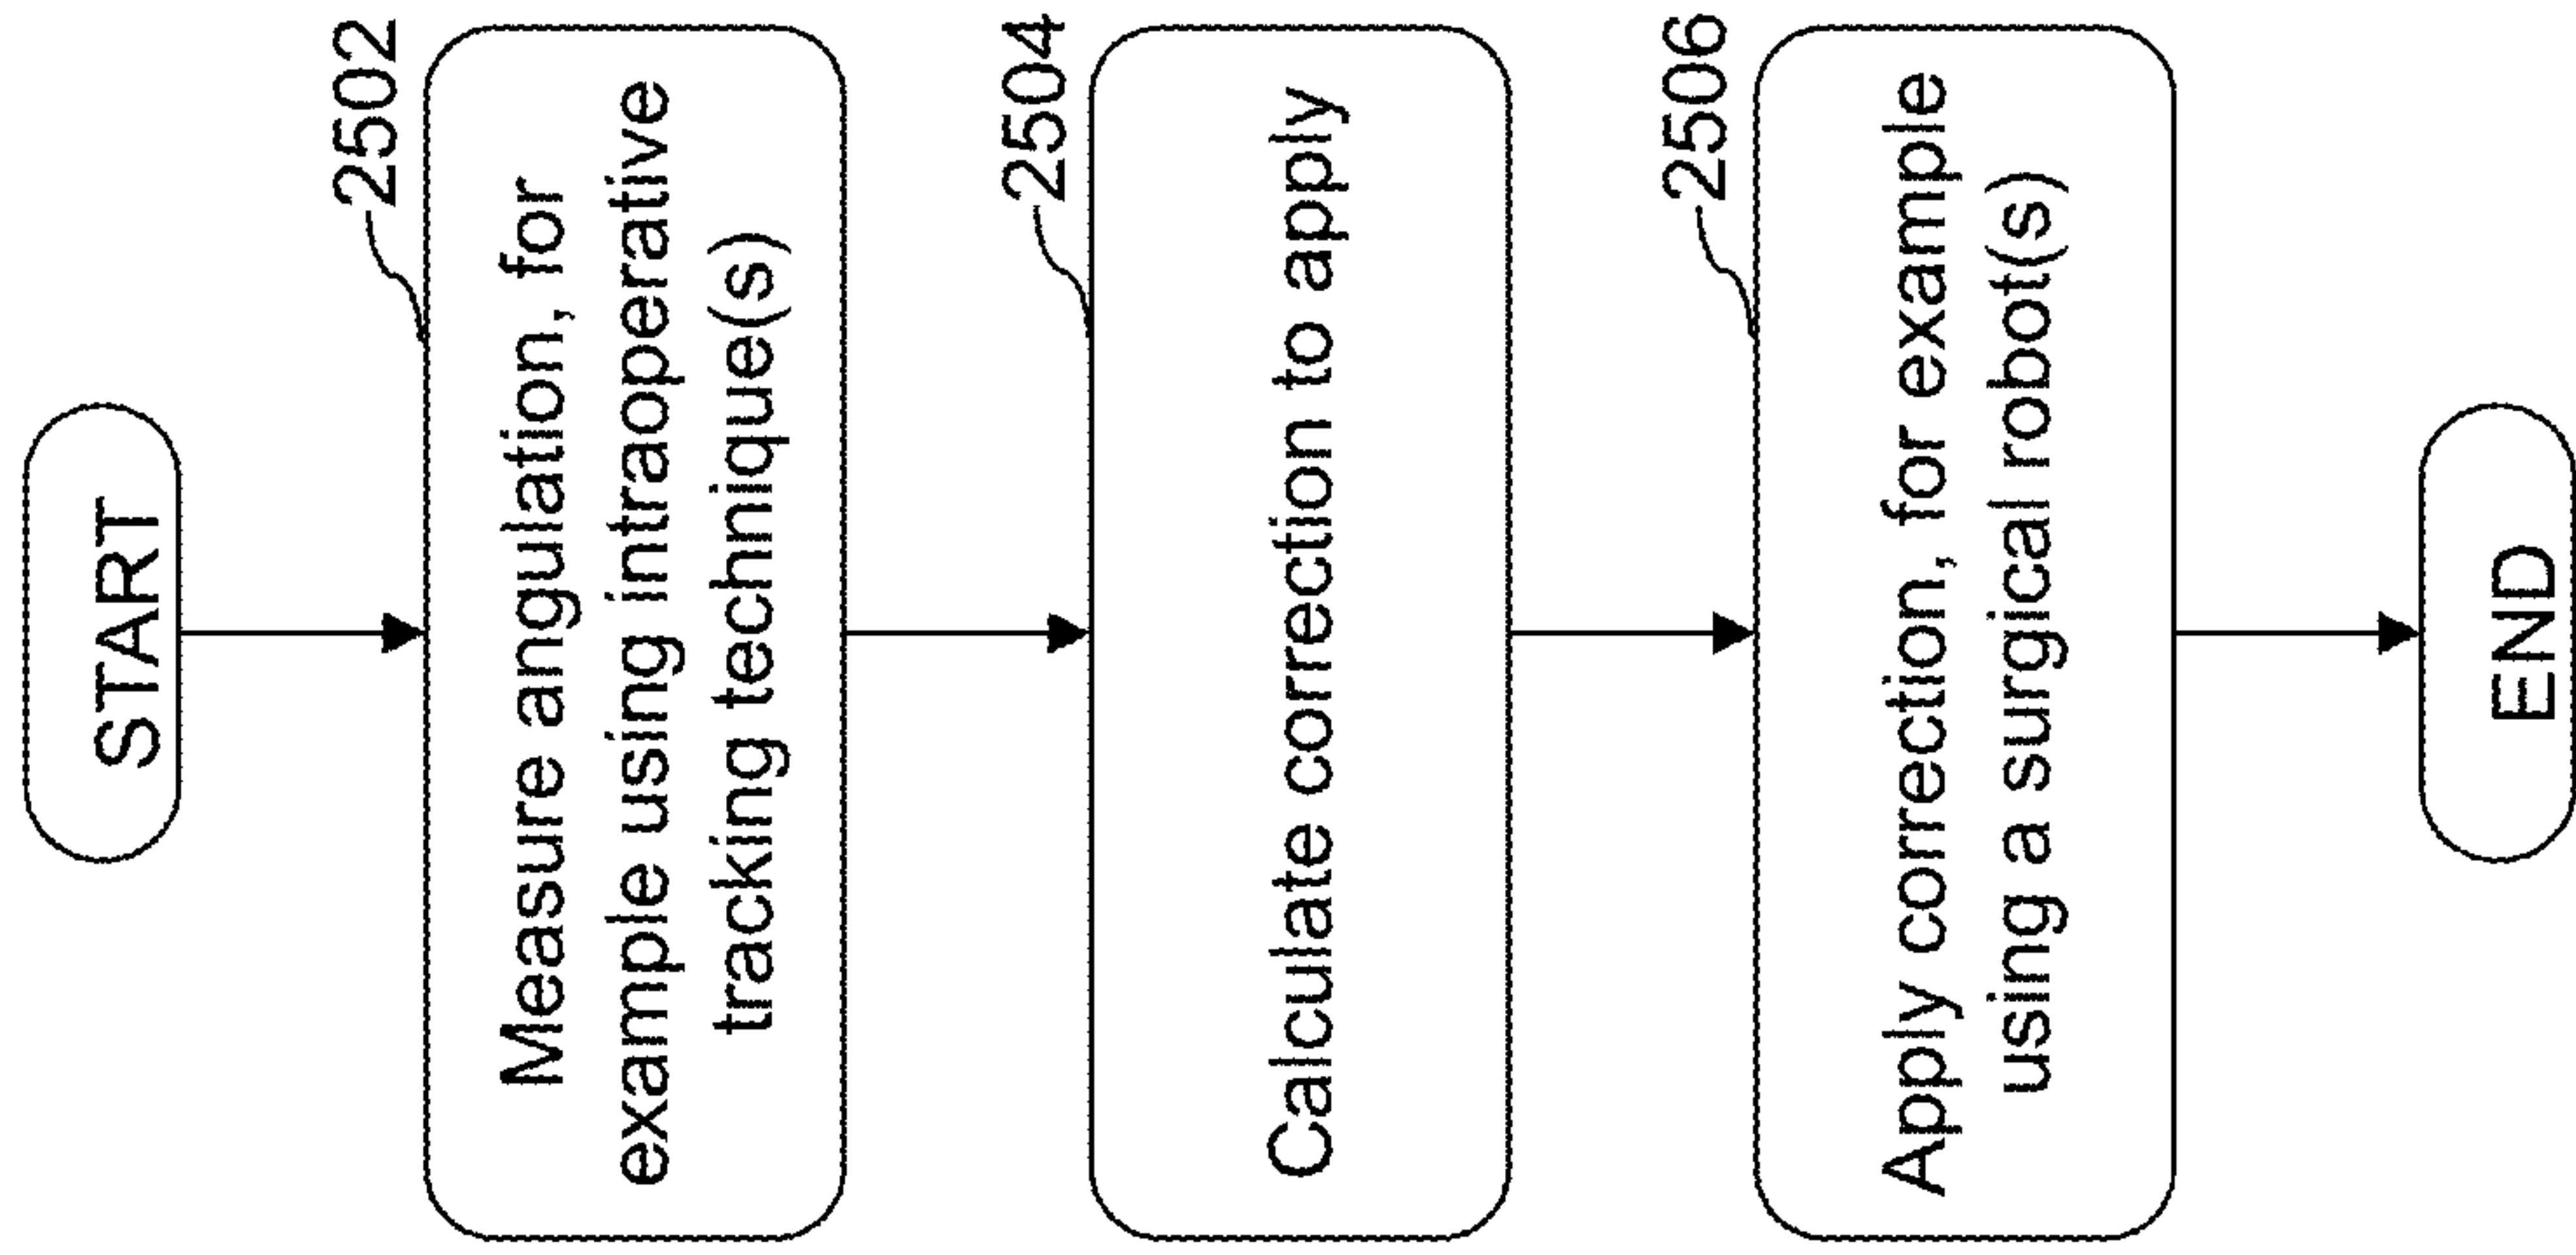 START
2502
Measure angulation, for
example using intraoperative
tracking technique(s)
2504
Calculate correction to apply
2506
Apply correction, for example
using a surgical robot(s)
END